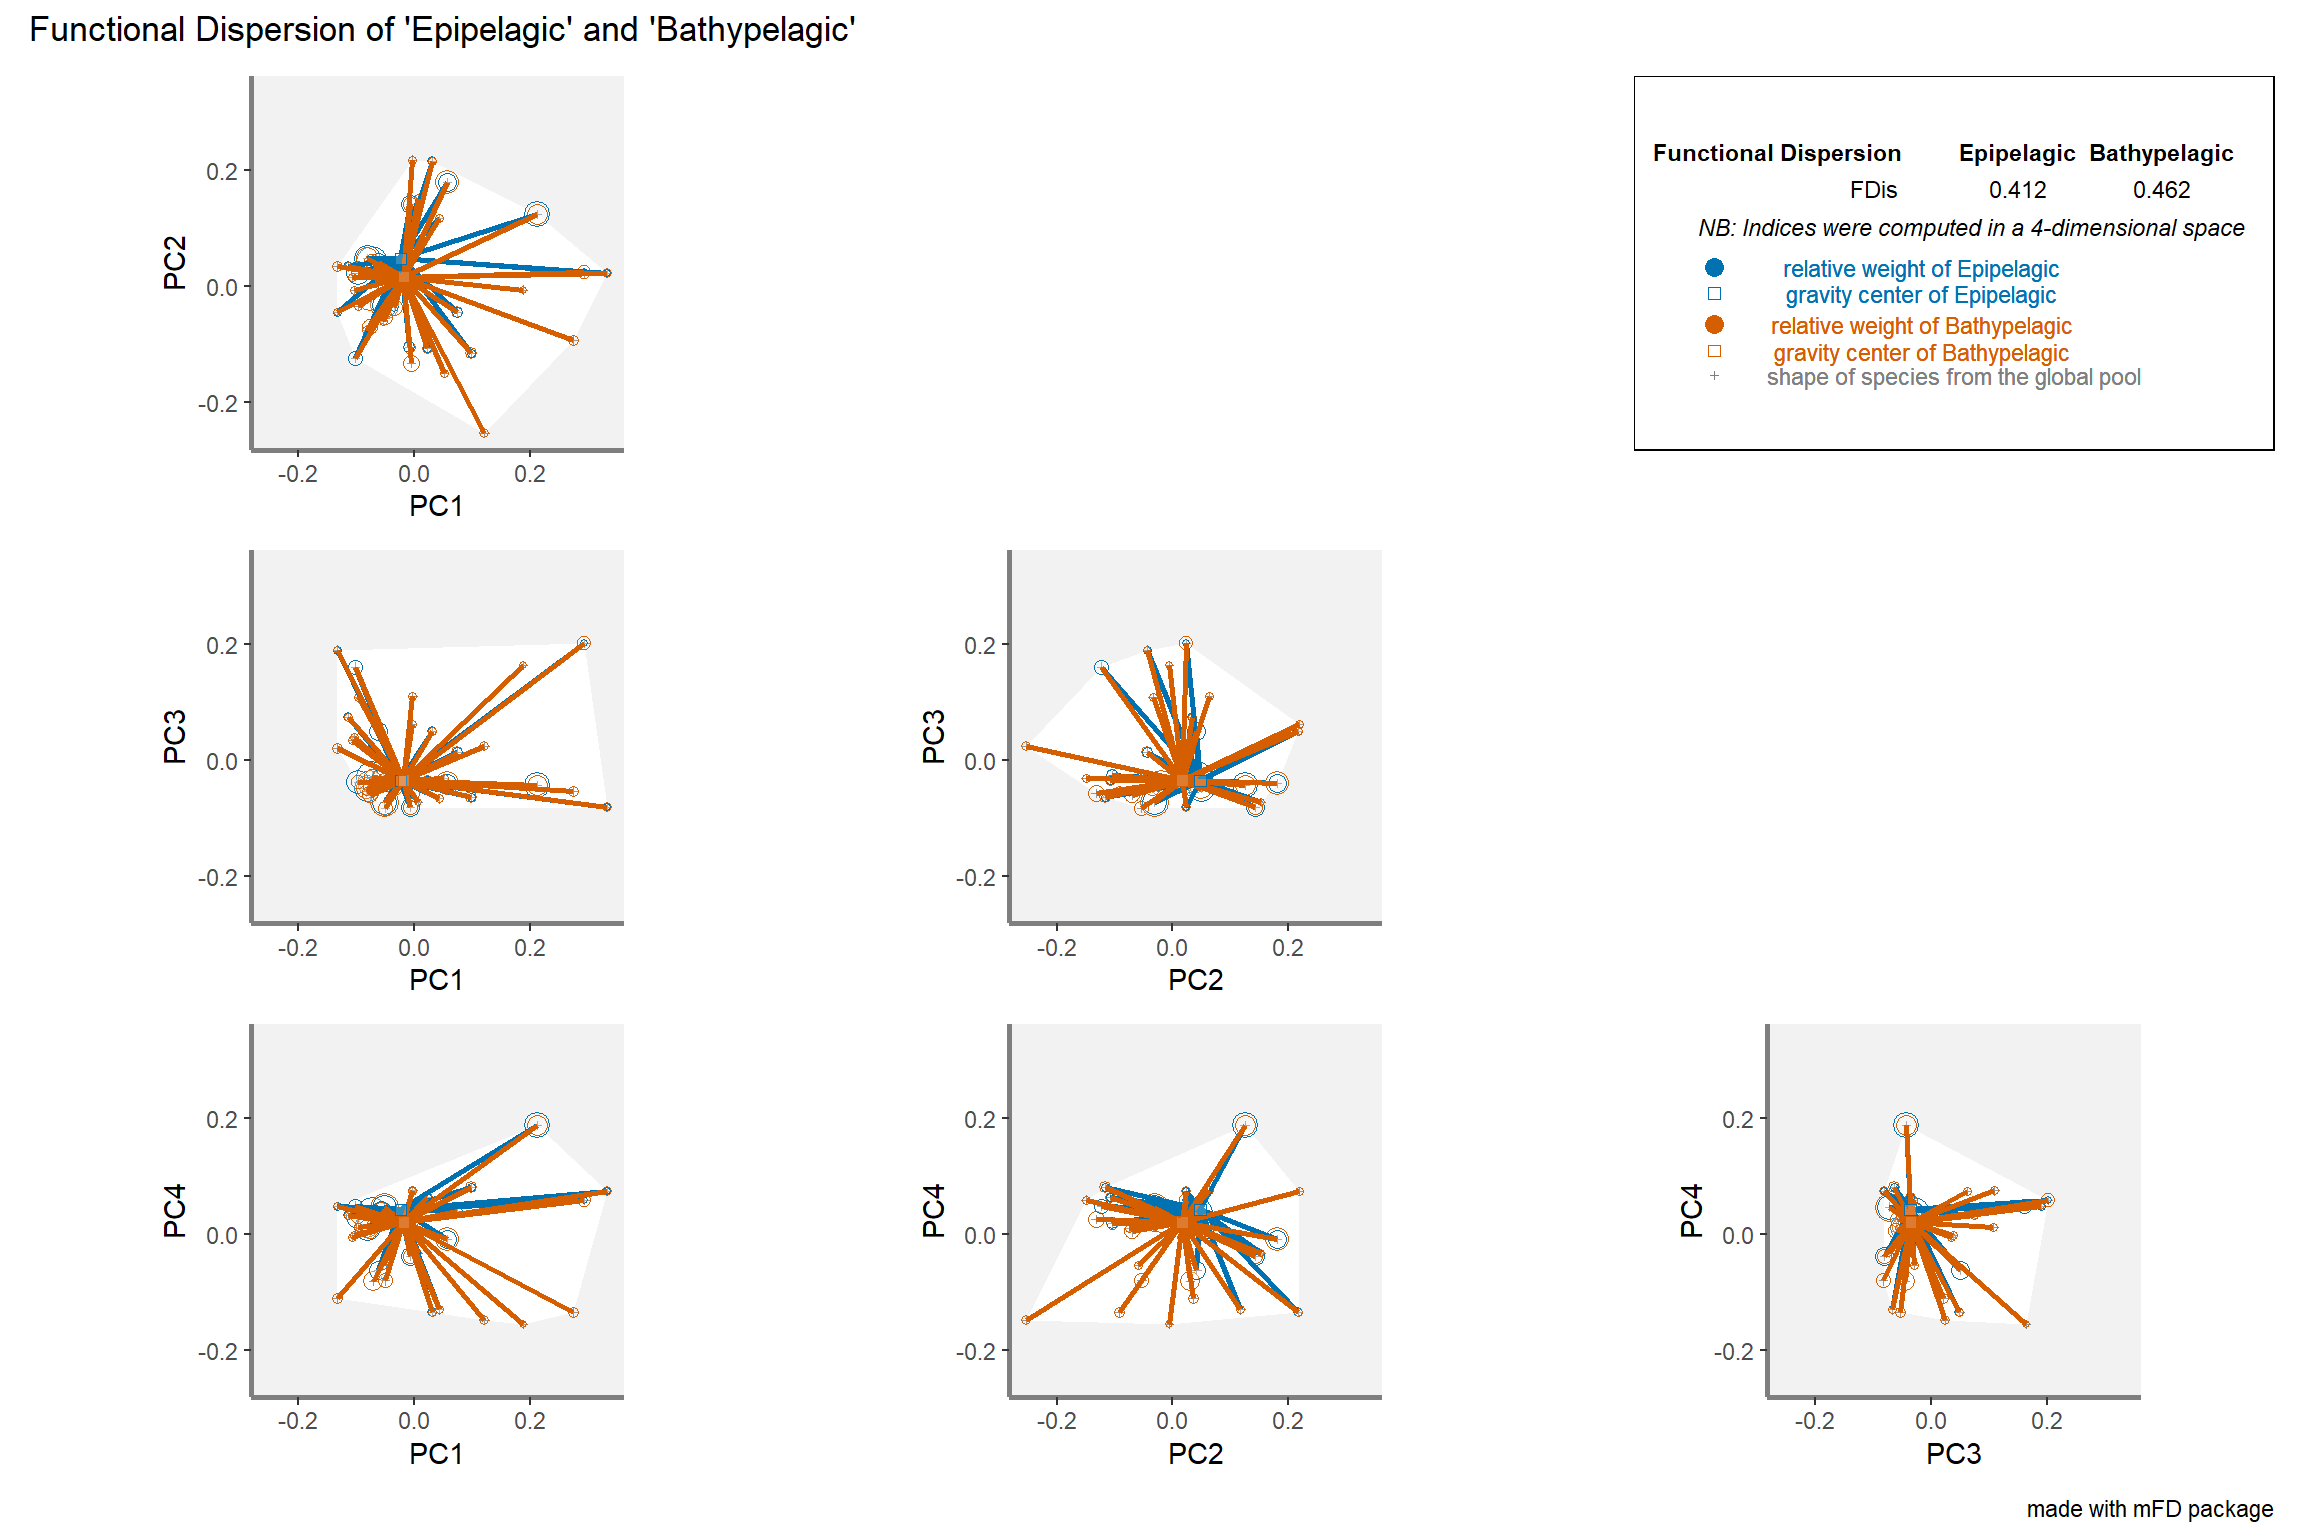 Functional Dispersion of 'Epipelagic' and 'Bathypelagic'
0.2
0.0
-0.2
PC2
-0.2 0.0 0.2
PC1
Functional Dispersion Epipelagic Bathypelagic
FDis 0.412 0.462
NB: Indices were computed in a 4-dimensional space
relative weight of Epipelagic
gravity center of Epipelagic
relative weight of Bathypelagic
gravity center of Bathypelagic
shape of species from the global pool
0.2
0.0
-0.2
PC3
-0.2 0.0 0.2
PC1
0.2
0.0
-0.2
PC3
-0.2 0.0 0.2
PC2
0.2
0.0
-0.2
PC4
-0.2 0.0 0.2
PC1
0.2
0.0
-0.2
PC4
-0.2 0.0 0.2
PC2
0.2
0.0
-0.2
PC4
-0.2 0.0 0.2
PC3
made with mFD package